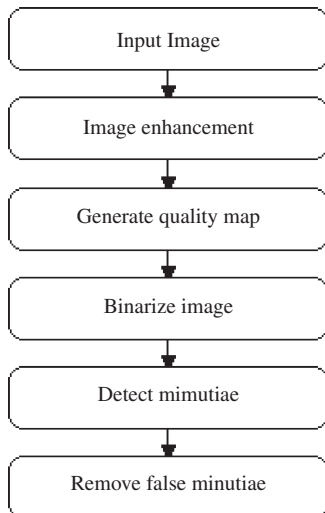 Input Image
Image enhancement
Generate quality map
Binarize image
Detect mimutiae
Remove false minutiae